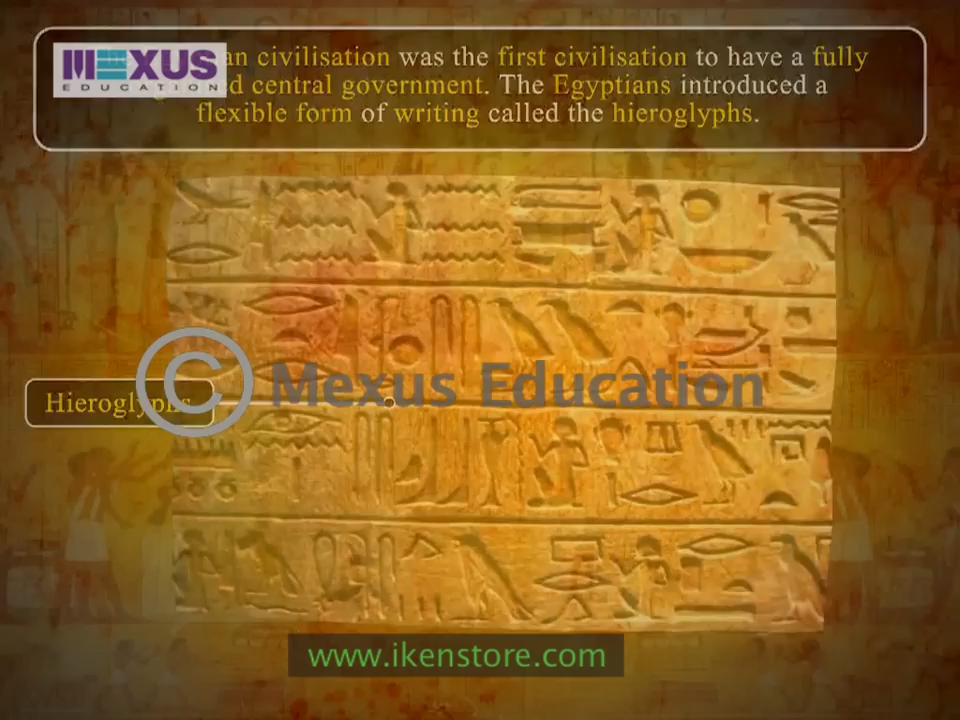 MEXUS
EDUCATION
civilisation was the first civilisation to have a fully
central government. The Egyptians introduced a
flexible form of writing called the hieroglyphs.
Hieroglyphs
© Mexus Education
www.ikenstore.com